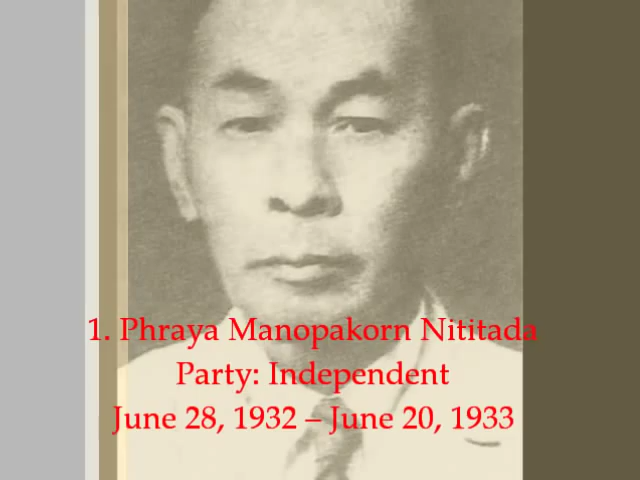 1. Phraya Manopakorn Nititada
Party: Independent
June 28, 1932 – June 20, 1933